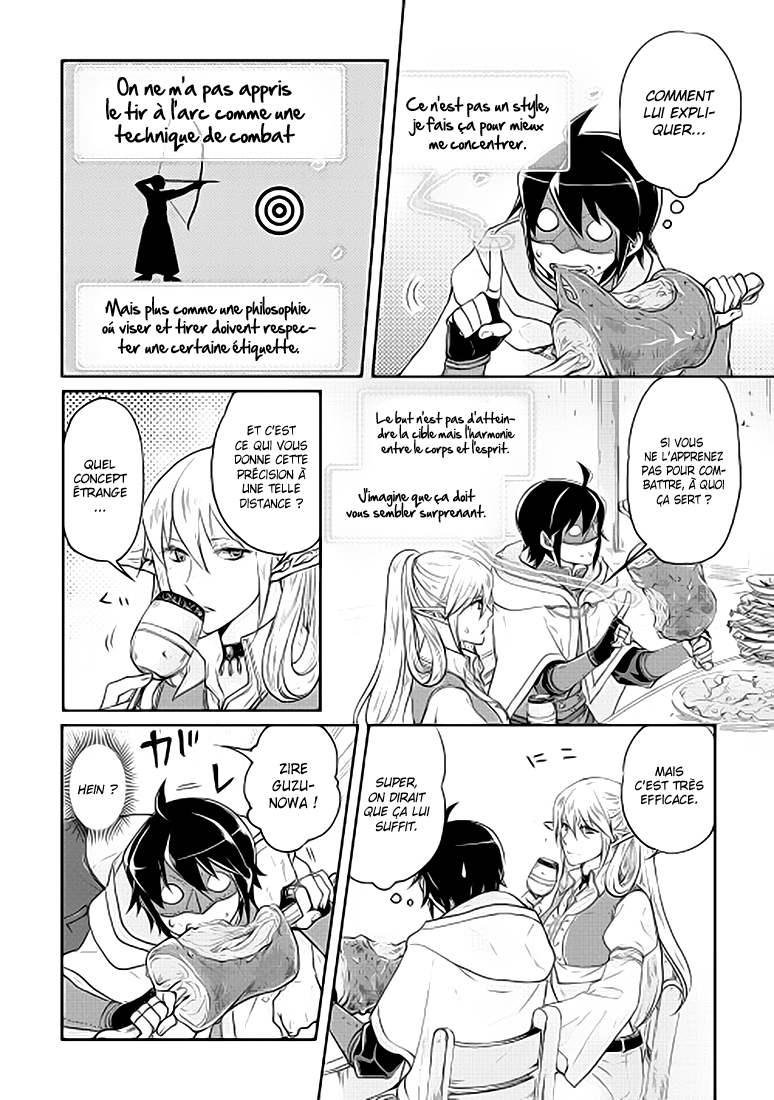 COMMENT
LUI EXPLI-
QUER...
Ce n'est pas un style,
je fais ça pour mieux
me concentrer.
On ne m'a pas appris
le tir à l'arc comme une
technique de combat
Mais plus comme une philosophie
où viser et tirer doivent respec-
ter une certaine étiquette.
SI VOUS
NE L'APPRENEZ
PAS POUR COM-
BATTRE, À QUOI
ÇA SERT ?
Le but n'est pas d'attein-
dre la cible mais l'harmonie
entre le corps et l'esprit.
J'imagine que ça doit
vous sembler surprenant.
ET C'EST
CE QUI VOUS
DONNE CETTE
PRÉCISION À
UNE TELLE
DISTANCE ?
QUEL
CONCEPT
ÉTRANGE
...
MAIS
C'EST TRÈS
EFFICACE.
SUPER,
ON DIRAIT
QUE ÇA LUI
SUFFIT.
ZIRE
GUZU-
NOWA !
HEIN ?